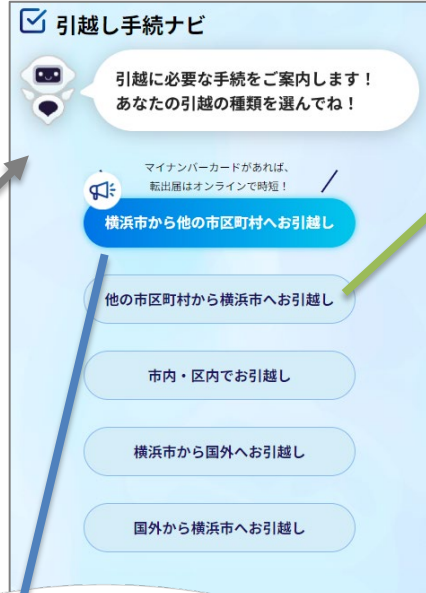 引越し手続ナビ
引越に必要な手続をご案内します！
あなたの引越の種類を選んでね！
マイナンバーカードがあれば、
転出届はオンラインで時短！
横浜市から他の市区町村へお引越し
他の市区町村から横浜市へお引越し
市内・区内でお引越し
横浜市から国外へお引越し
国外から横浜市へお引越し